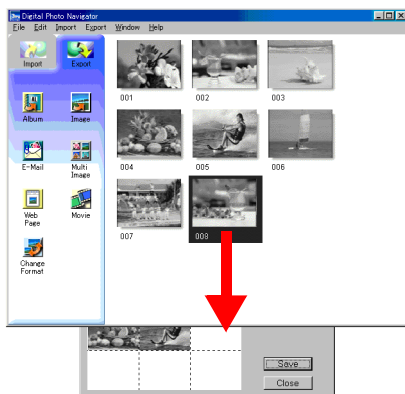 Digital Photo Navigator
File Edit Import Export Window Help
Import Export
001 002 003
Album Image
004 005 006
E-Mail Multi Image
Web Page Movie
007 008
Change Format
Save
Close